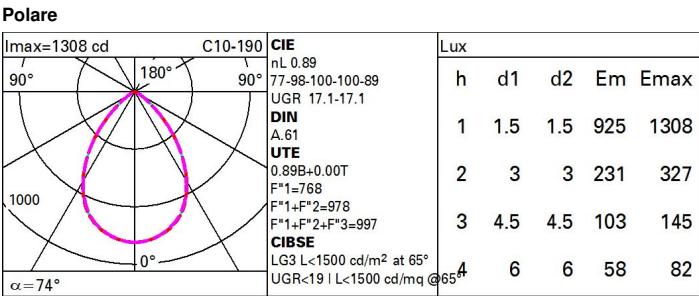 Polare
Imax=1308 cd C10-190
90° 180° 90°
1000
0°
α=74°
CIE
nL 0.89
77-98-100-100-89
UGR 17.1-17.1
DIN
A.61
UTE
0.89B+0.00T
F"1=768
F"1+F"2=978
F"1+F"2+F"3=997
CIBSE
LG3 L<1500 cd/m² at 65°
UGR<19 | L<1500 cd/mq @65°
Lux
h d1 d2 Em Emax
1 1.5 1.5 925 1308
2 3 3 231 327
3 4.5 4.5 103 145
4 6 6 58 82